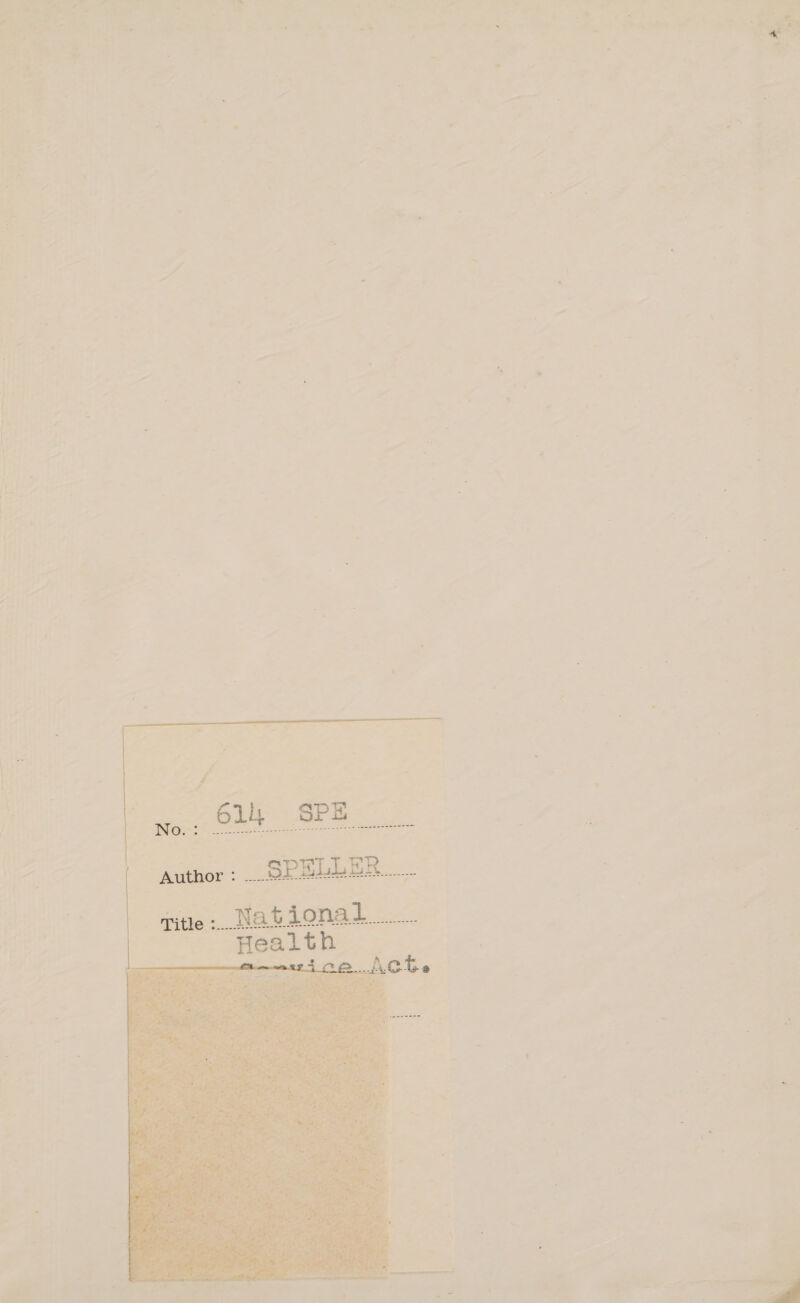 No. : 614 SPE
Author : SPELLER
Title : National
Health
Service Act.